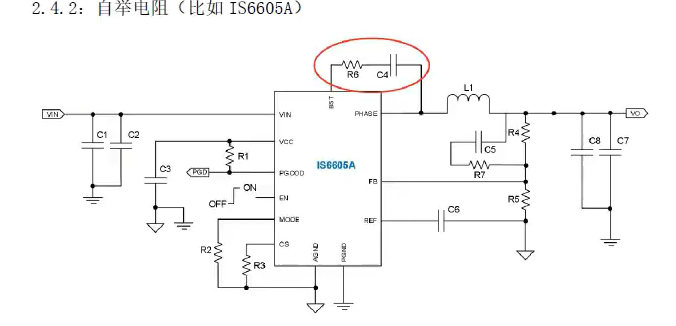 2.4.2：自举电阻（比如 IS6605A）
R6
C4
BST
L1
VIN
VIN
PHASE
VO
C1
C2
VCC
C5
R4
C8
C7
R1
C3
PGD
PGOOD
IS6605A
R7
FB
ON
OFF
EN
R5
MODE
REF
C6
R2
CS
R3
AGND
PGND